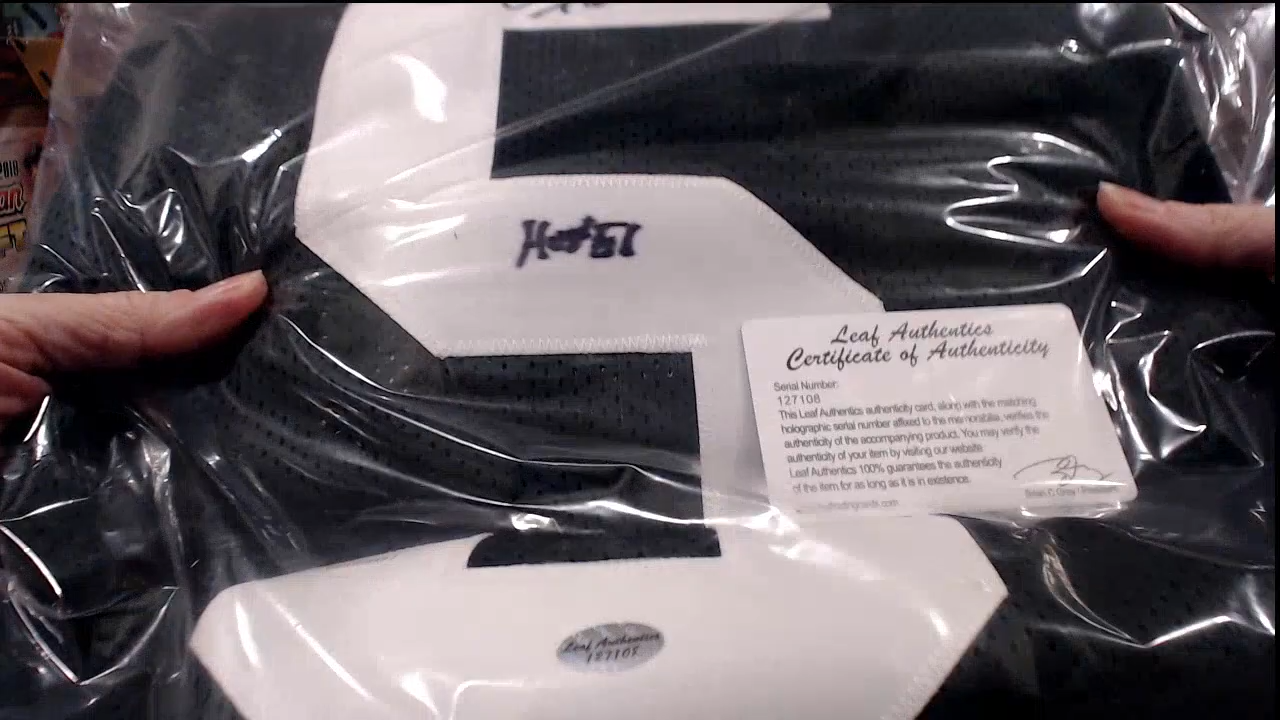 2018
Leaf Authentics
Certificate of Authenticity
Serial Number:
127108
This Leaf Authentics authenticity card, along with the matching
holographic serial number affixed to the memorabilia, verifies the
authenticity of the accompanying product. You may verify the
authenticity of your item by visiting our website
Leaf Authentics 100% guarantees the authenticity
of the item for as long as it is in existence.
Leaf Authentics
127108